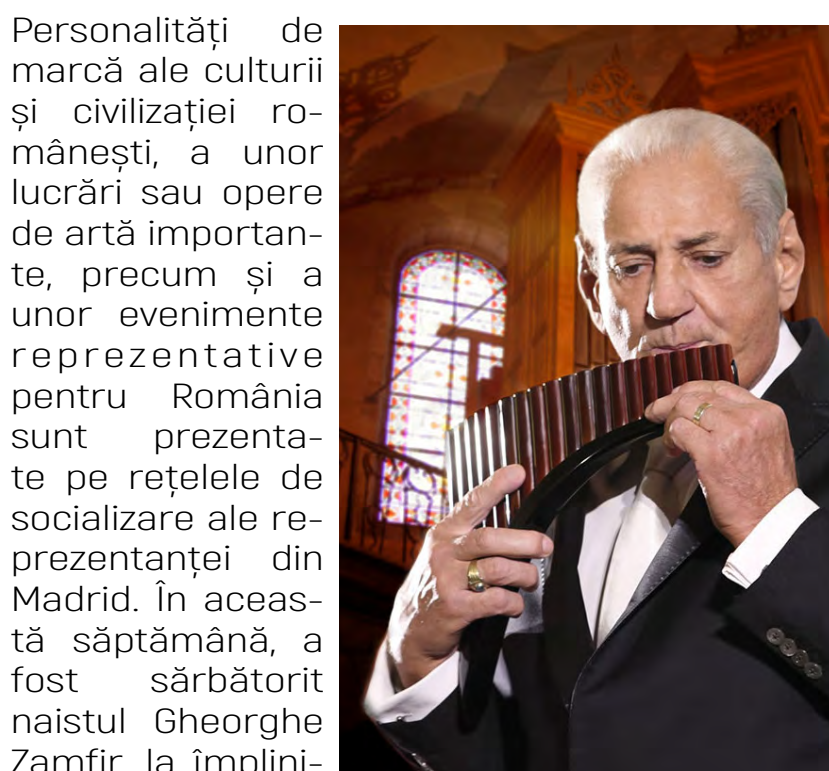 Personalități de
marcă ale culturii
și civilizației ro-
mânești, a unor
lucrări sau opere
de artă importan-
te, precum și a
unor evenimente
reprezentative
pentru România
sunt prezenta-
te pe rețelele de
socializare ale re-
prezentanței din
Madrid. În aceas-
tă săptămână, a
fost sărbătorit
naistul Gheorghe
Zamfir, la împlini-